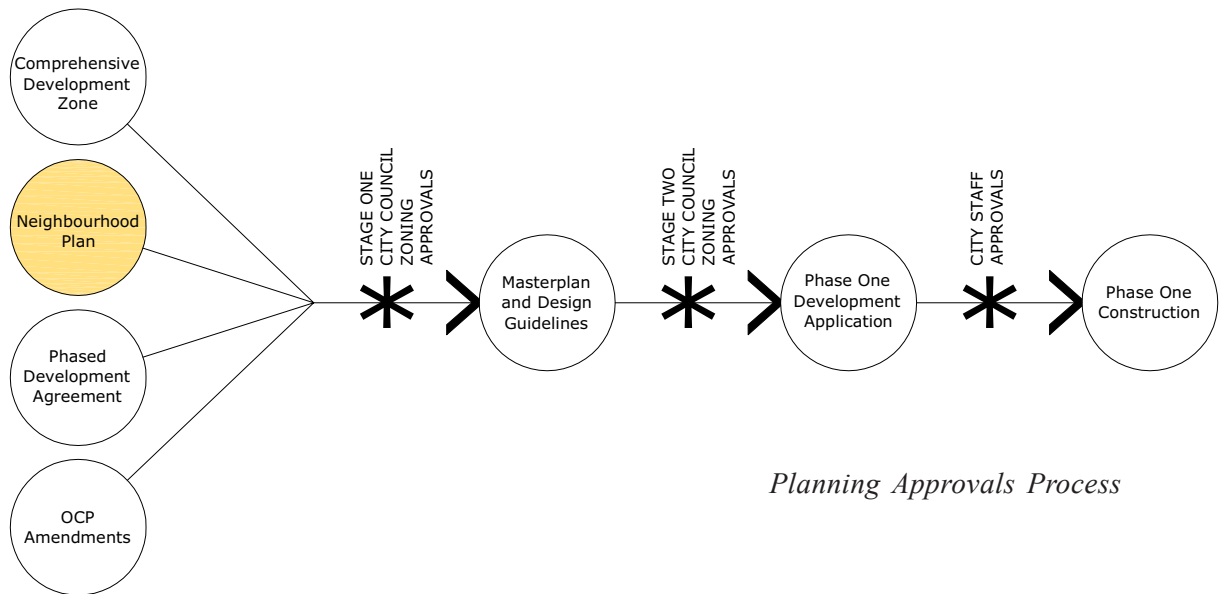 Comprehensive
Development
Zone
Neighbourhood
Plan
Phased
Development
Agreement
OCP
Amendments
STAGE ONE
CITY COUNCIL
ZONING
APPROVALS
Masterplan
and Design
Guidelines
STAGE TWO
CITY COUNCIL
ZONING
APPROVALS
Phase One
Development
Application
CITY STAFF
APPROVALS
Phase One
Construction
Planning Approvals Process